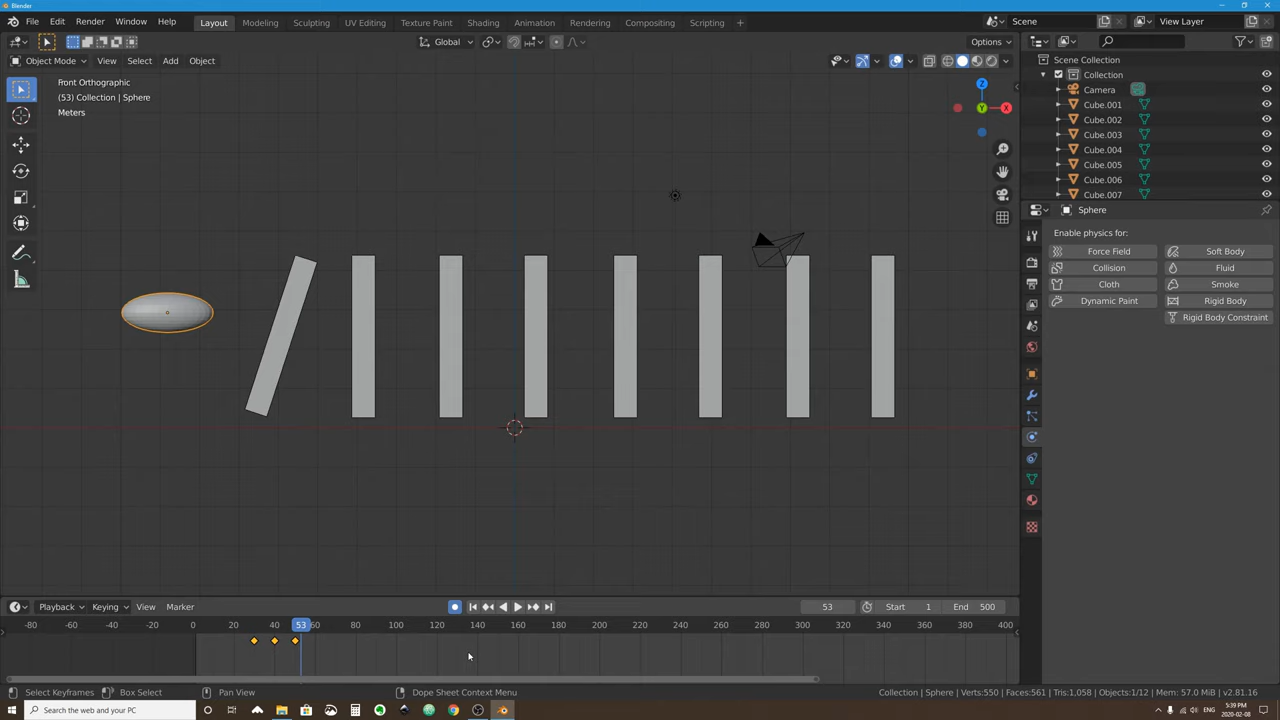 Blender
File Edit Render Window Help Layout Modeling Sculpting UV Editing Texture Paint Shading Animation Rendering Compositing Scripting + Scene View Layer
Global Options
Object Mode View Select Add Object
Front Orthographic
(53) Collection | Sphere
Meters
Z
Y X
Scene Collection
Collection
Camera
Cube.001
Cube.002
Cube.003
Cube.004
Cube.005
Cube.006
Cube.007
Sphere
Enable physics for:
Force Field Soft Body
Collision Fluid
Cloth Smoke
Dynamic Paint Rigid Body
Rigid Body Constraint
Playback Keying View Marker 53 Start 1 End 500
-80 -60 -40 -20 0 20 40 53 60 80 100 120 140 160 180 200 220 240 260 280 300 320 340 360 380 400
Select Keyframes Box Select Pan View Dope Sheet Context Menu Collection | Sphere | Verts:550 | Faces:561 | Tris:1,058 | Objects:1/12 | Mem: 57.0 MiB | v2.81.16
Search the web and your PC ENG 5:39 PM
2020-02-08